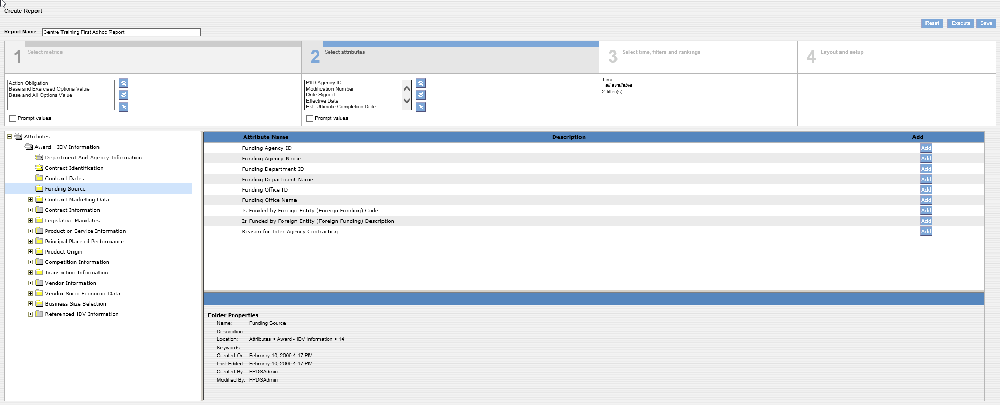 Create Report
Reset Execute Save
Report Name: Centre Training First Adhoc Report
1 Select metrics
2 Select attributes
3 Select time, filters and rankings
4 Layout and setup
Action Obligation
Base and Exercised Options Value
Base and All Options Value
Prompt values
PIID Agency ID
Modification Number
Date Signed
Effective Date
Est. Ultimate Completion Date
Prompt values
Time
all available
2 filter(s)
Attributes
Award - IDV Information
Department And Agency Information
Contract Identification
Contract Dates
Funding Source
Contract Marketing Data
Contract Information
Legislative Mandates
Product or Service Information
Principal Place of Performance
Product Origin
Competition Information
Transaction Information
Vendor Information
Vendor Socio Economic Data
Business Size Selection
Referenced IDV Information
Attribute Name Description Add
Funding Agency ID Add
Funding Agency Name Add
Funding Department ID Add
Funding Department Name Add
Funding Office ID Add
Funding Office Name Add
Is Funded by Foreign Entity (Foreign Funding) Code Add
Is Funded by Foreign Entity (Foreign Funding) Description Add
Reason for Inter Agency Contracting Add
Folder Properties
Name: Funding Source
Description:
Location: Attributes > Award - IDV Information > 14
Keywords:
Created On: February 10, 2006 4:17 PM
Last Edited: February 10, 2006 4:17 PM
Created By: FPDSAdmin
Modified By: FPDSAdmin